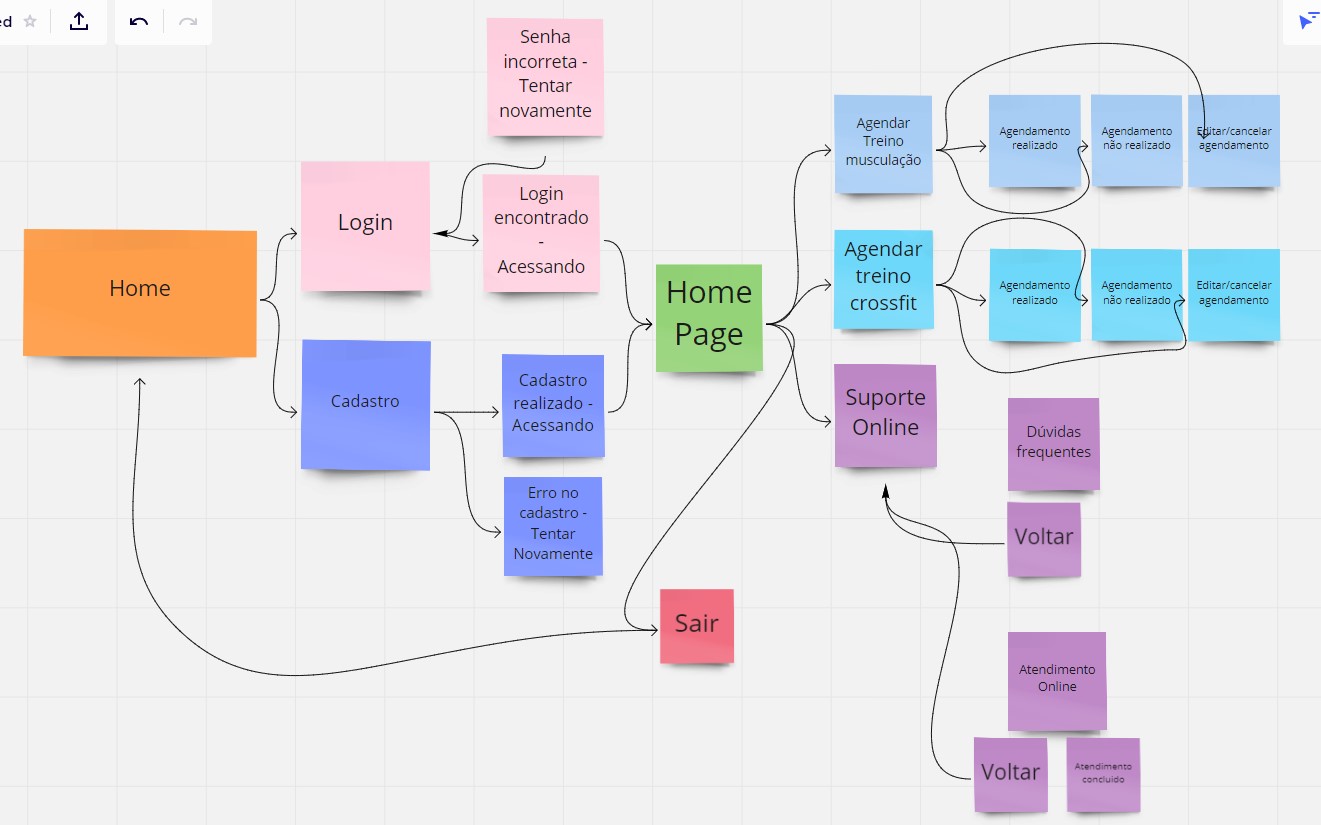 ed
Senha
incorreta -
Tentar
novamente
Login
Login
encontrado
-
Acessando
Home
Cadastro
Cadastro
realizado -
Acessando
Erro no
cadastro -
Tentar
Novamente
Home
Page
Sair
Agendar
Treino
musculação
Agendamento
realizado
Agendamento
não realizado
Editar/cancelar
agendamento
Agendar
treino
crossfit
Agendamento
realizado
Agendamento
não realizado
Editar/cancelar
agendamento
Suporte
Online
Dúvidas
frequentes
Voltar
Atendimento
Online
Voltar
Atendimento
concluido